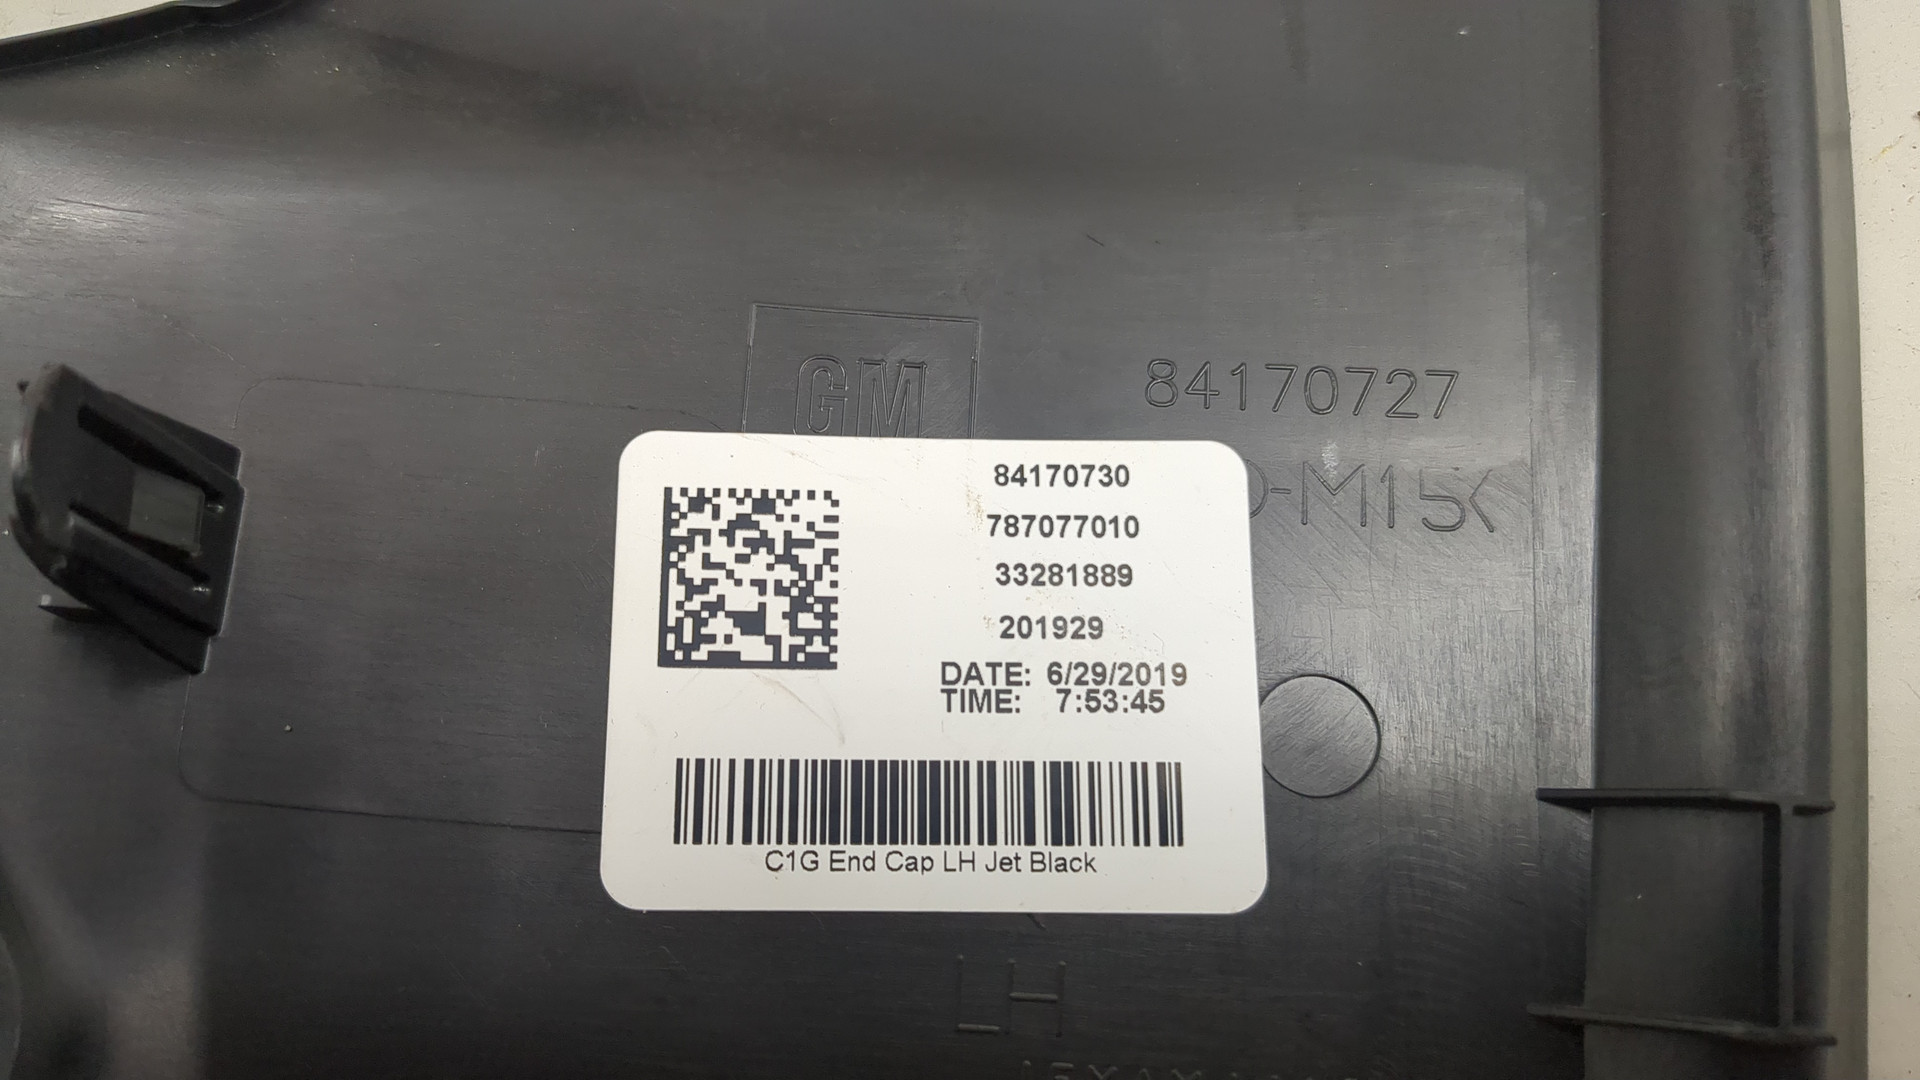 GM
84170727
-M15<
84170730
787077010
33281889
201929
DATE: 6/29/2019
TIME: 7:53:45
C1G End Cap LH Jet Black
LH